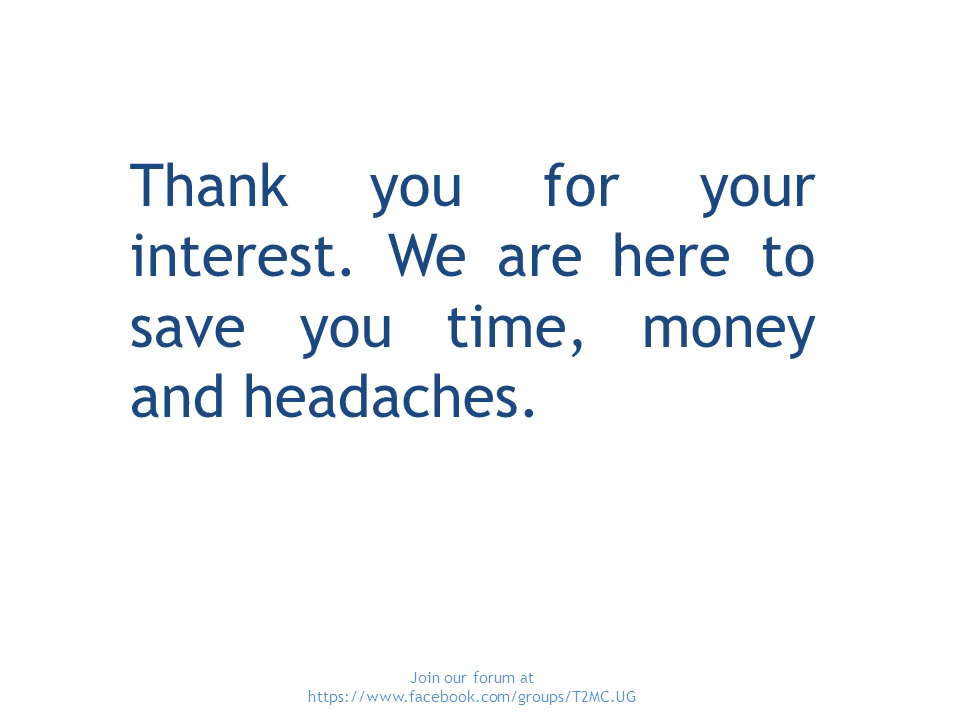 Thank you for your
interest. We are here to
save you time, money
and headaches.
Join our forum at
https://www.facebook.com/groups/T2MC.UG